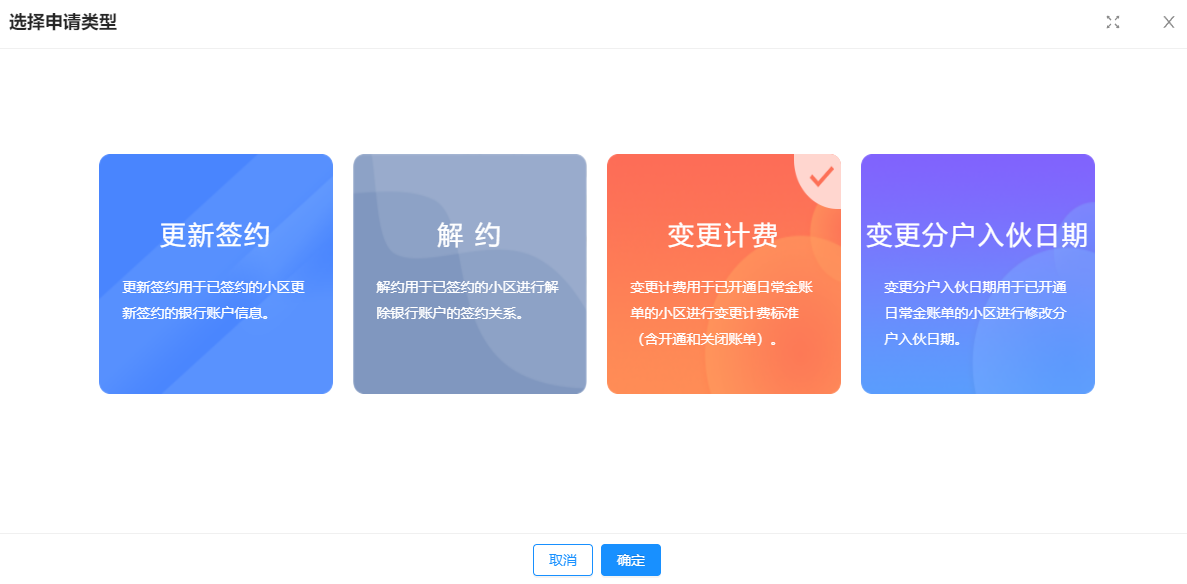 选择申请类型
更新签约
更新签约用于已签约的小区更
新签约的银行账户信息。
解 约
解约用于已签约的小区进行解
除银行账户的签约关系。
变更计费
变更计费用于已开通日常金账
单的小区进行变更计费标准
（含开通和关闭账单）。
变更分户入伙日期
变更分户入伙日期用于已开通
日常金账单的小区进行修改分
户入伙日期。
取消
确定